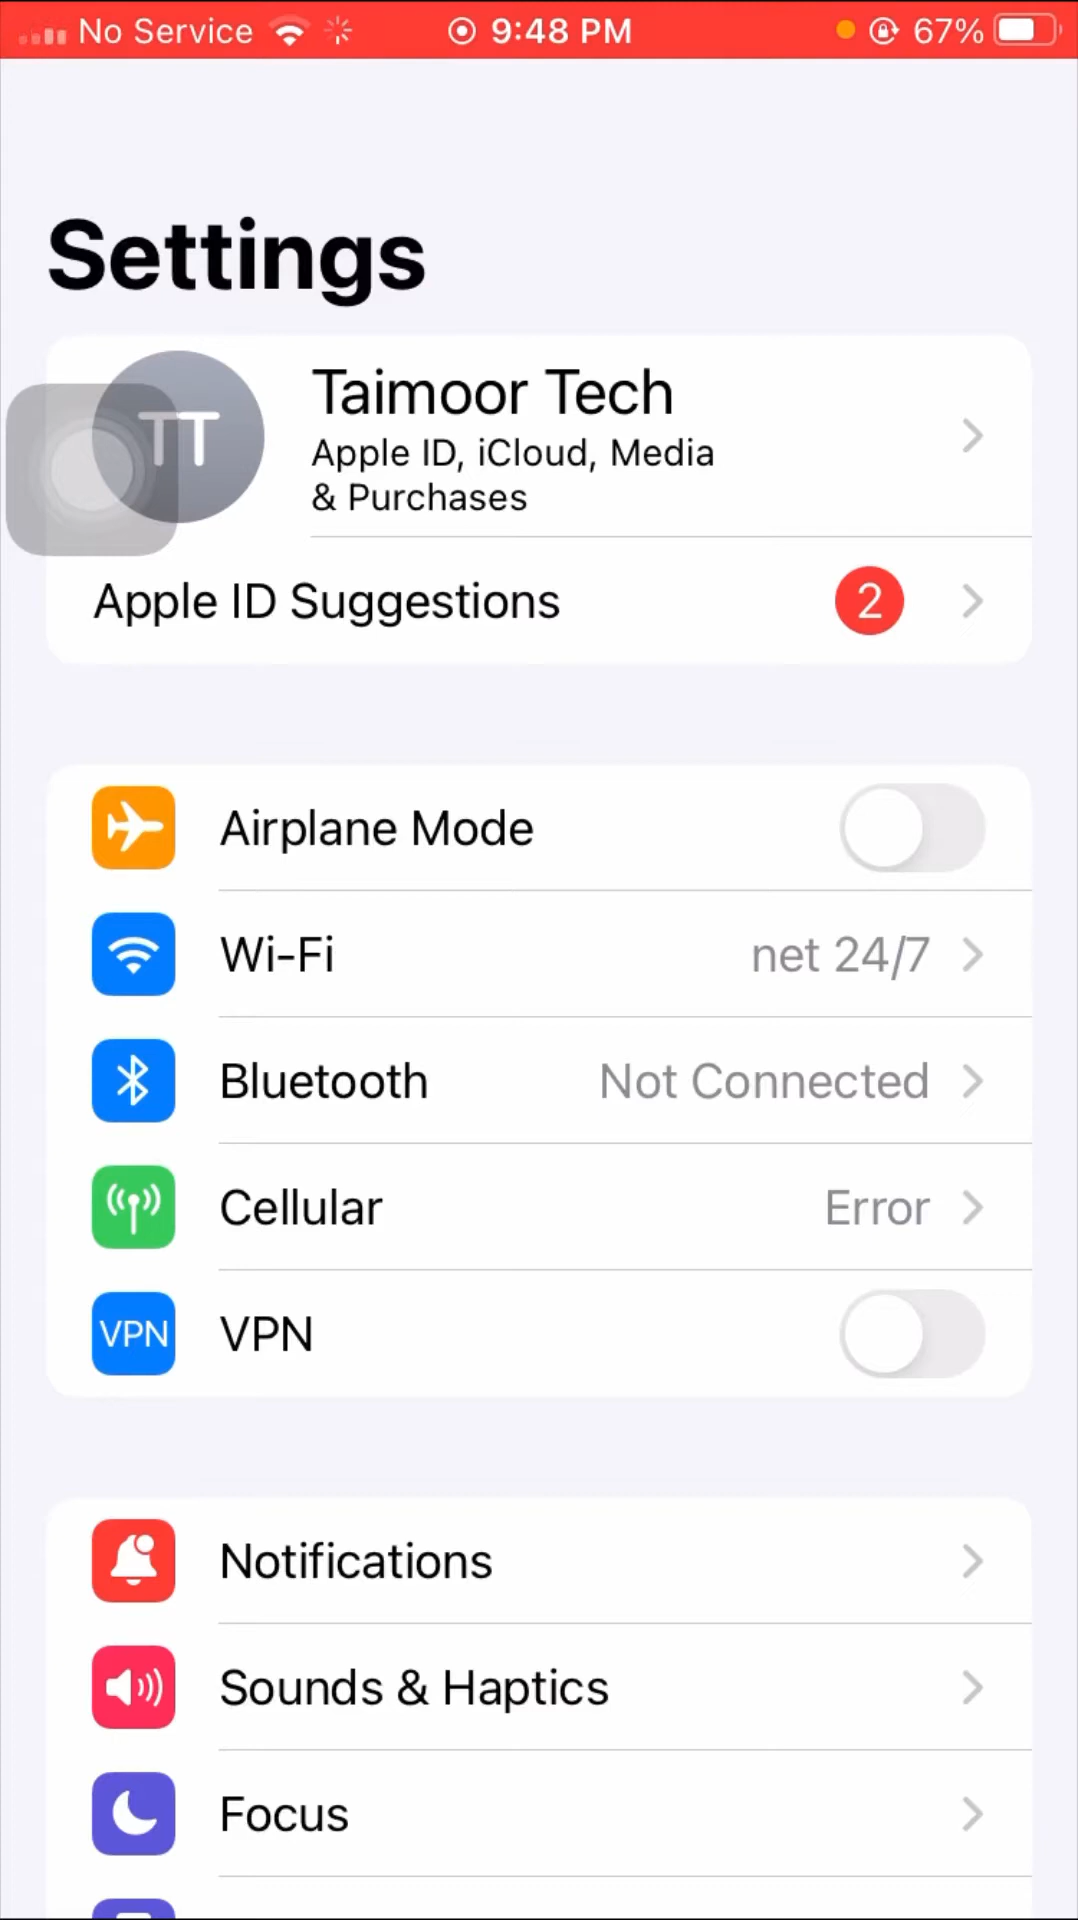 No Service 9:48 PM 67%
Settings
TT
Taimoor Tech
Apple ID, iCloud, Media
& Purchases
Apple ID Suggestions 2
Airplane Mode
Wi-Fi net 24/7
Bluetooth Not Connected
Cellular Error
VPN VPN
Notifications
Sounds & Haptics
Focus